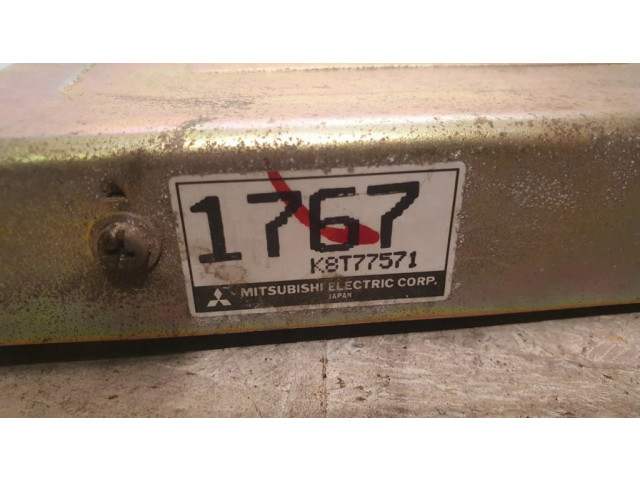 1767
K8T77571
MITSUBISHI ELECTRIC CORP.
JAPAN